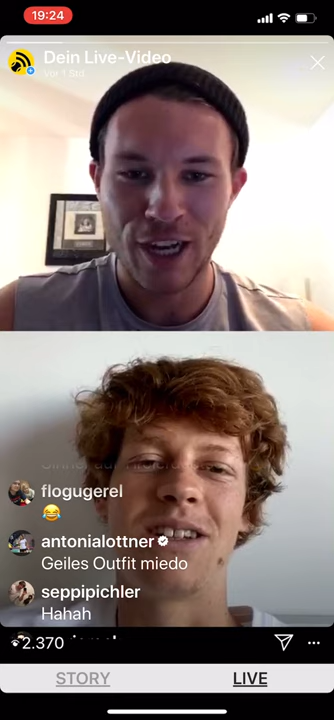 19:24
Dein Live-Video
Vor 1 Std.
flogugerel
😂
antonialottner
Geiles Outfit miedo
seppipichler
Hahah
2.370
STORY
LIVE